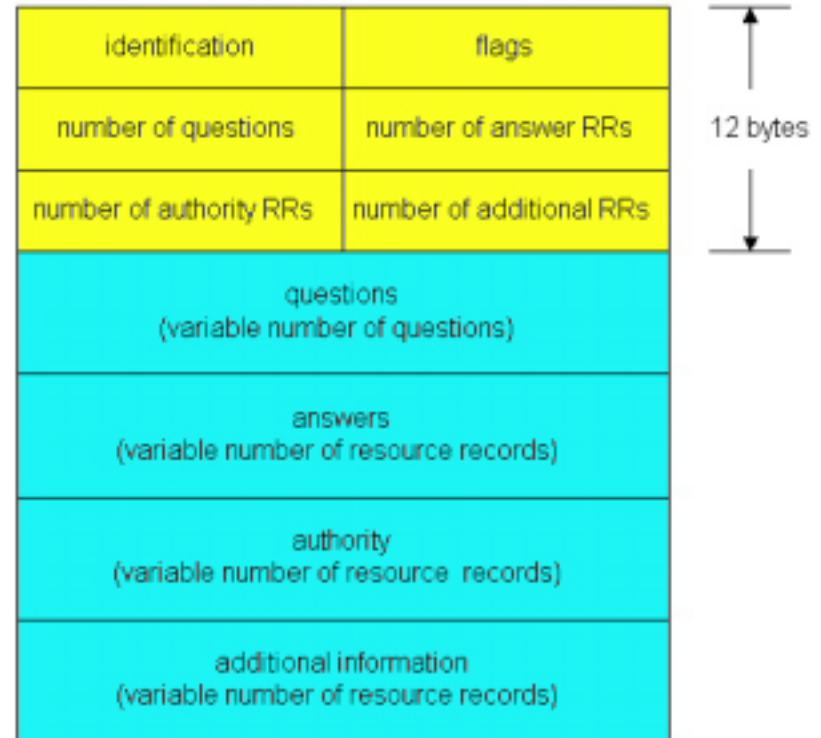 identification
flags
number of questions
number of answer RRs
12 bytes
number of authority RRs
number of additional RRs
questions
(variable number of questions)
answers
(variable number of resource records)
authority
(variable number of resource records)
additional information
(variable number of resource records)